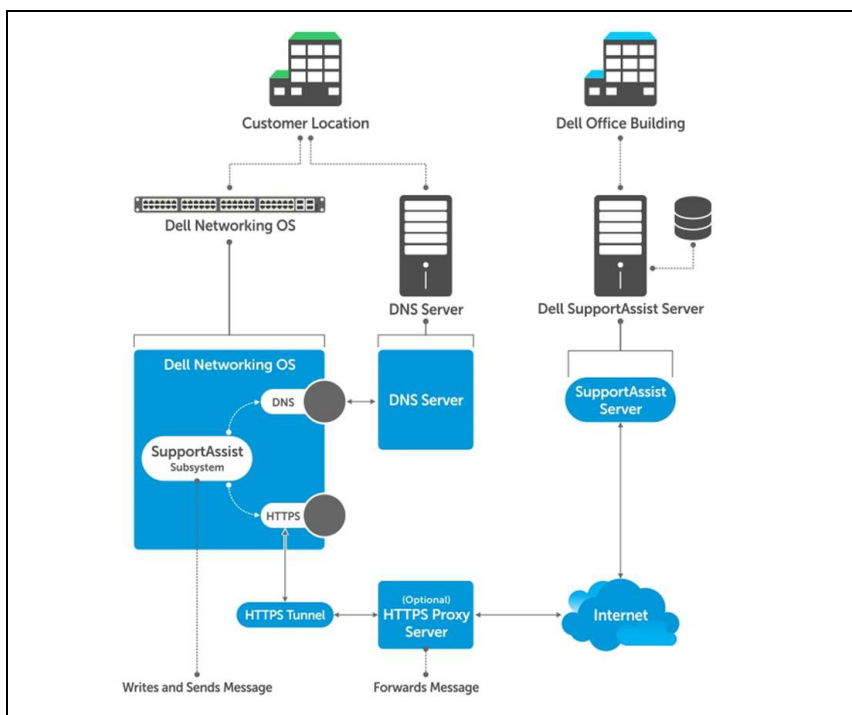 Customer Location
Dell Office Building
Dell Networking OS
DNS Server
Dell SupportAssist Server
Dell Networking OS
DNS
DNS Server
SupportAssist
Server
SupportAssist
Subsystem
HTTPS
HTTPS Tunnel
(Optional)
HTTPS Proxy
Server
Internet
Writes and Sends Message
Forwards Message